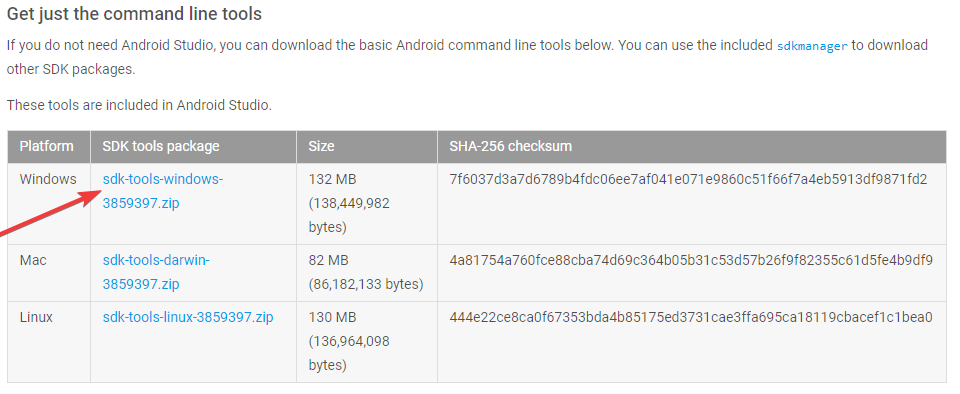 Get just the command line tools
If you do not need Android Studio, you can download the basic Android command line tools below. You can use the included sdkmanager to download
other SDK packages.
These tools are included in Android Studio.
Platform SDK tools package Size SHA-256 checksum
Windows sdk-tools-windows- 132 MB 7f6037d3a7d6789b4fdc06ee7af041e071e9860c51f66f7a4eb5913df9871fd2
3859397.zip (138,449,982
bytes)
Mac sdk-tools-darwin- 82 MB 4a81754a760fce88cba74d69c364b05b31c53d57b26f9f82355c61d5fe4b9df9
3859397.zip (86,182,133 bytes)
Linux sdk-tools-linux-3859397.zip 130 MB 444e22ce8ca0f67353bda4b85175ed3731cae3ffa695ca18119cbacef1c1bea0
(136,964,098
bytes)